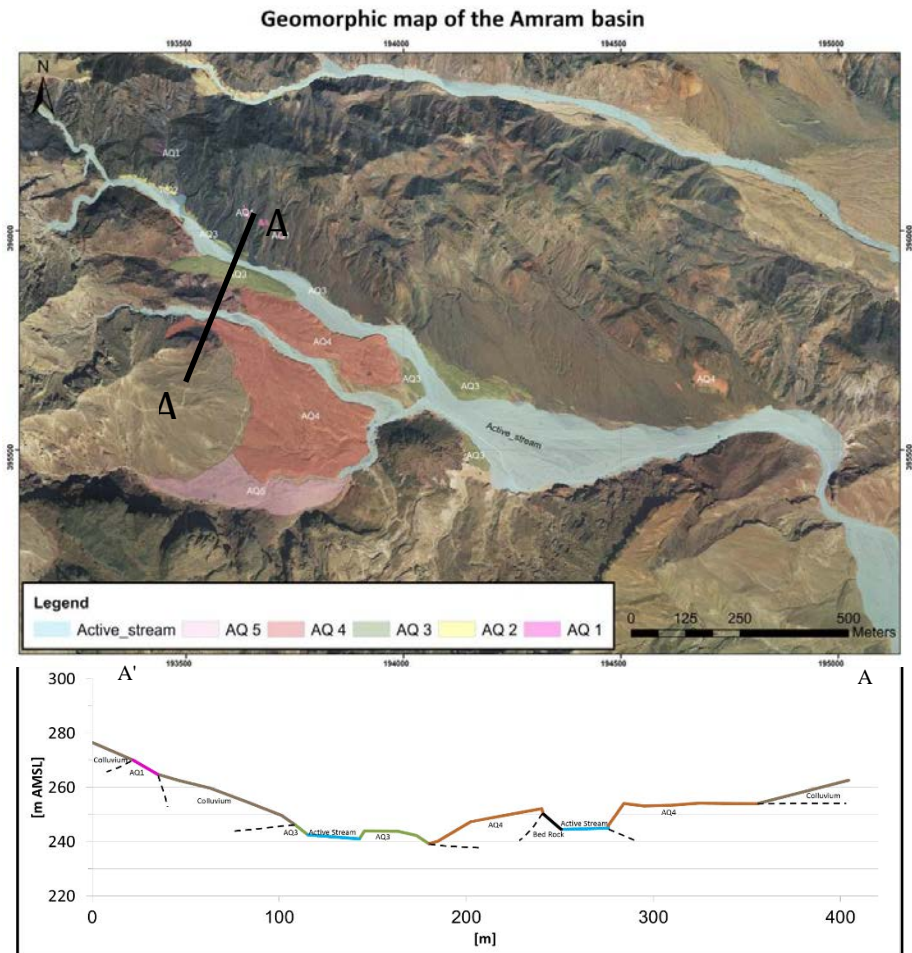 Geomorphic map of the Amram basin
193500 194000 194500 195000
N
AQ1
396000 396000
AQ3
A
AQ3
AQ3
AQ4
AQ3 AQ3 AQ4
A
AQ4
Active_stream
395500 395500
AQ3
AQ5
Legend
Active_stream AQ 5 AQ 4 AQ 3 AQ 2 AQ 1
0 125 250 500
Meters
193500 194000 194500 195000
A' A
300
280
260
240
220
[m AMSL]
Colluvium
AQ1
Colluvium
AQ3 Active Stream AQ3
AQ4
Bed Rock
Active Stream
AQ4
Colluvium
0 100 200 300 400
[m]